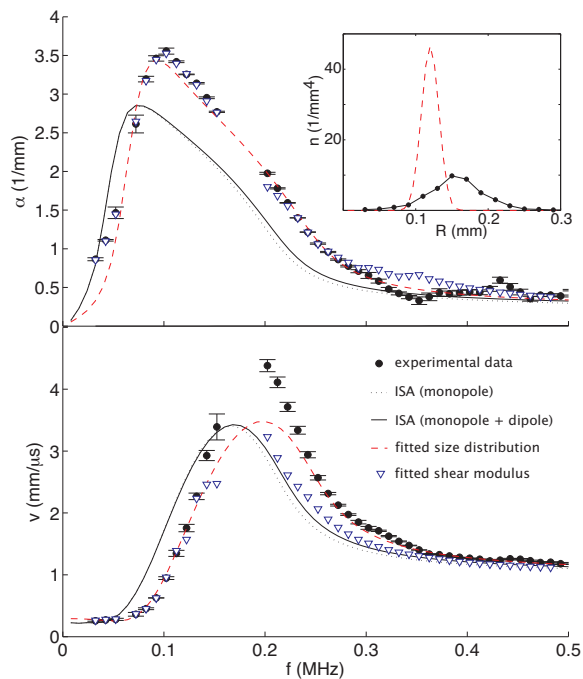 4
3.5
3
2.5
2
1.5
1
0.5
0
α (1/mm)
40
20
n (1/mm⁴)
0.1 0.2 0.3
R (mm)
4
3
2
1
0
v (mm/μs)
experimental data
ISA (monopole)
ISA (monopole + dipole)
fitted size distribution
fitted shear modulus
0 0.1 0.2 0.3 0.4 0.5
f (MHz)